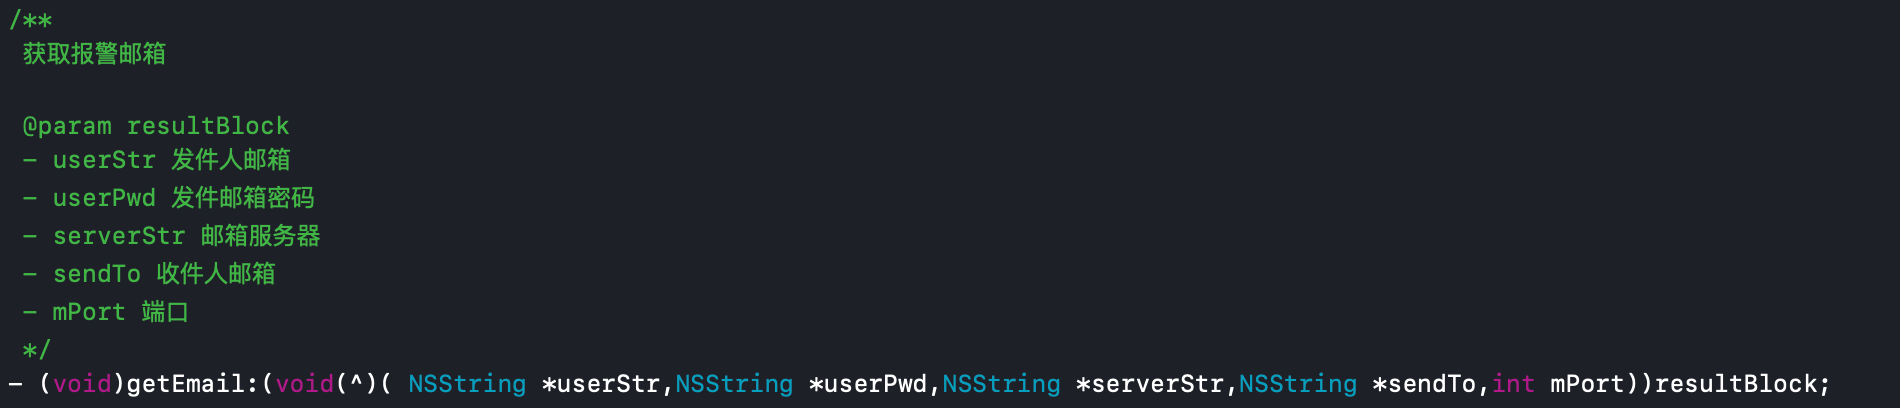 /**
获取报警邮箱
@param resultBlock
- userStr 发件人邮箱
- userPwd 发件邮箱密码
- serverStr 邮箱服务器
- sendTo 收件人邮箱
- mPort 端口
*/
- (void)getEmail:(void(^)( NSString *userStr,NSString *userPwd,NSString *serverStr,NSString *sendTo,int mPort))resultBlock;